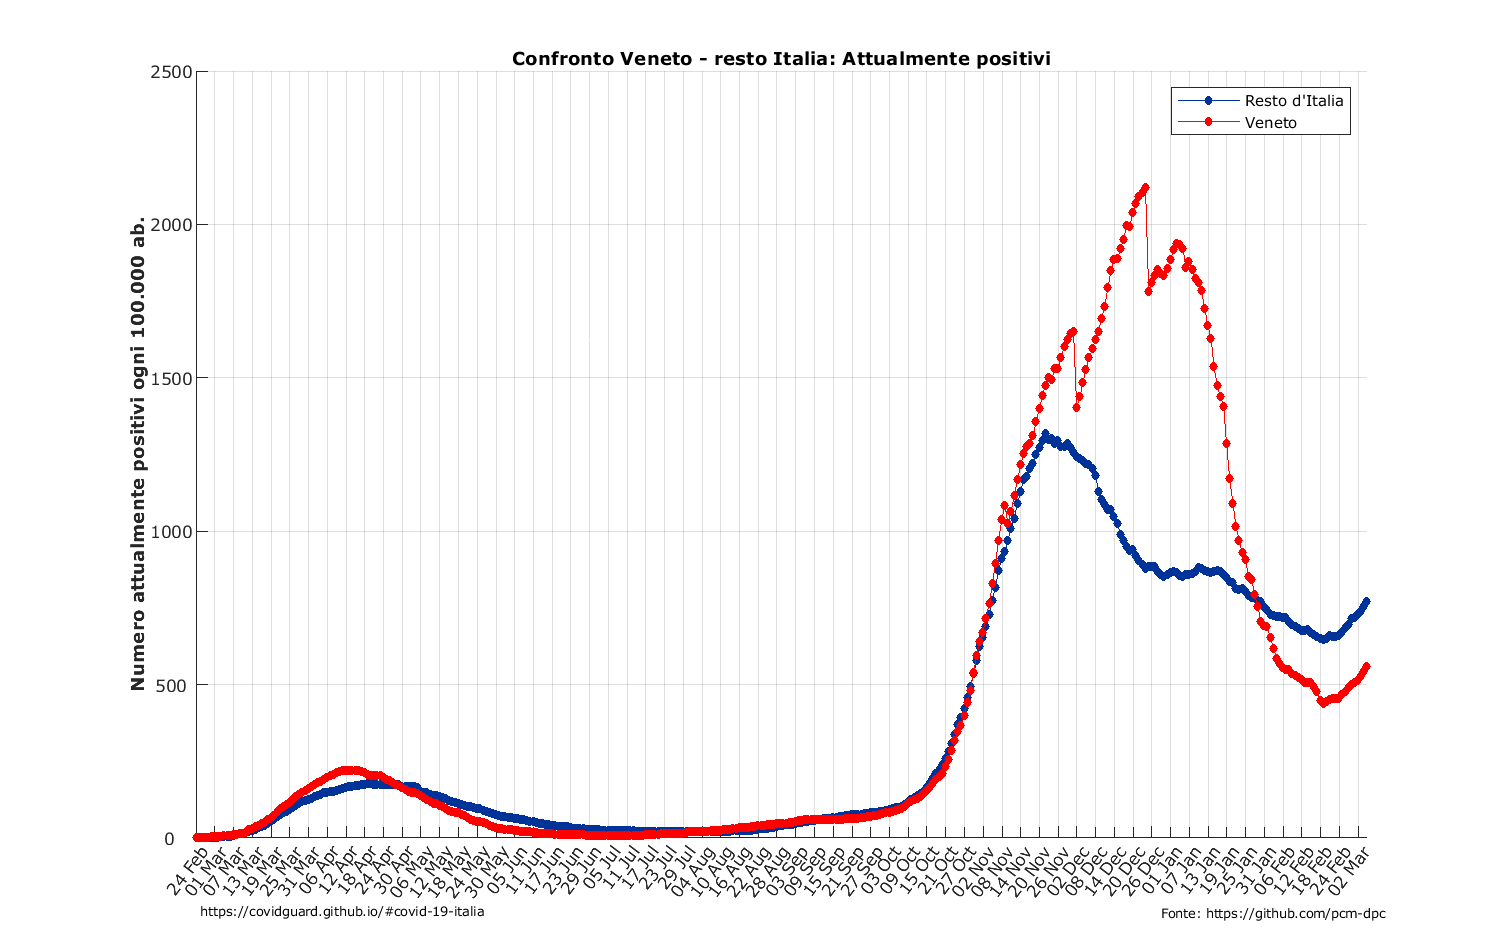 Confronto Veneto - resto Italia: Attualmente positivi
Resto d'Italia
Veneto
Numero attualmente positivi ogni 100.000 ab.
2500
2000
1500
1000
500
0
24 Feb
01 Mar
07 Mar
13 Mar
19 Mar
25 Mar
31 Mar
06 Apr
12 Apr
18 Apr
24 Apr
30 Apr
06 May
12 May
18 May
24 May
30 May
05 Jun
11 Jun
17 Jun
23 Jun
29 Jun
05 Jul
11 Jul
17 Jul
23 Jul
29 Jul
04 Aug
10 Aug
16 Aug
22 Aug
28 Aug
03 Sep
09 Sep
15 Sep
21 Sep
27 Sep
03 Oct
09 Oct
15 Oct
21 Oct
27 Oct
02 Nov
08 Nov
14 Nov
20 Nov
26 Nov
02 Dec
08 Dec
14 Dec
20 Dec
26 Dec
01 Jan
07 Jan
13 Jan
19 Jan
25 Jan
31 Jan
06 Feb
12 Feb
18 Feb
24 Feb
02 Mar
https://covidguard.github.io/#covid-19-italia
Fonte: https://github.com/pcm-dpc